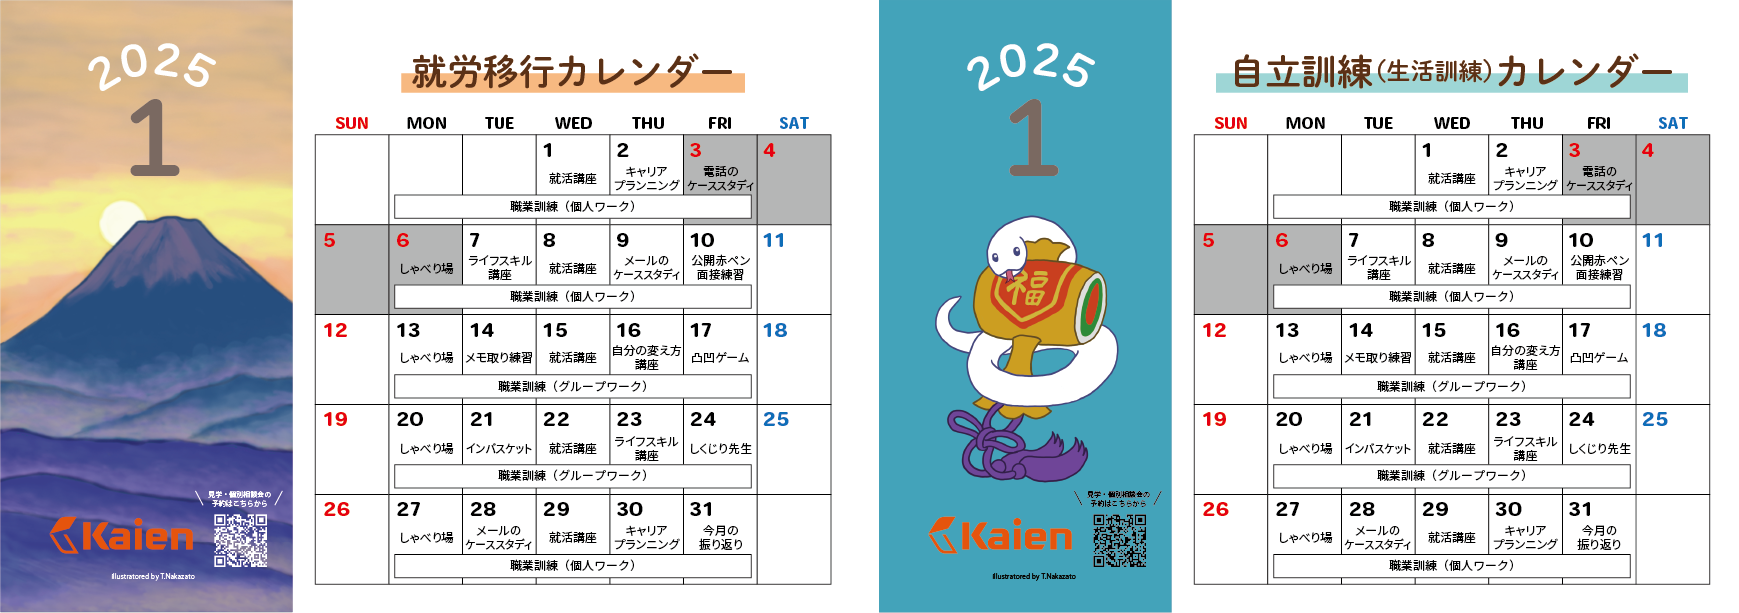 2025
1
見学・個別相談会の
予約はこちらから
Kaien
Illustratored by T.Nakazato
就労移行カレンダー
SUN MON TUE WED THU FRI SAT
1 2 3 4
就活講座 キャリア 電話の
プランニング ケーススタディ
職業訓練（個人ワーク）
5 6 7 8 9 10 11
しゃべり場 ライフスキル 就活講座 メールの 公開赤ペン
講座 ケーススタディ 面接練習
職業訓練（個人ワーク）
12 13 14 15 16 17 18
しゃべり場 メモ取り練習 就活講座 自分の変え方 凸凹ゲーム
講座
職業訓練（グループワーク）
19 20 21 22 23 24 25
しゃべり場 インバスケット 就活講座 ライフスキル しくじり先生
講座
職業訓練（グループワーク）
26 27 28 29 30 31
しゃべり場 メールの 就活講座 キャリア 今月の
ケーススタディ プランニング 振り返り
職業訓練（個人ワーク）
2025
1
福
見学・個別相談会の
予約はこちらから
Kaien
Illustratored by T.Nakazato
自立訓練（生活訓練）カレンダー
SUN MON TUE WED THU FRI SAT
1 2 3 4
就活講座 キャリア 電話の
プランニング ケーススタディ
職業訓練（個人ワーク）
5 6 7 8 9 10 11
しゃべり場 ライフスキル 就活講座 メールの 公開赤ペン
講座 ケーススタディ 面接練習
職業訓練（個人ワーク）
12 13 14 15 16 17 18
しゃべり場 メモ取り練習 就活講座 自分の変え方 凸凹ゲーム
講座
職業訓練（グループワーク）
19 20 21 22 23 24 25
しゃべり場 インバスケット 就活講座 ライフスキル しくじり先生
講座
職業訓練（グループワーク）
26 27 28 29 30 31
しゃべり場 メールの 就活講座 キャリア 今月の
ケーススタディ プランニング 振り返り
職業訓練（個人ワーク）